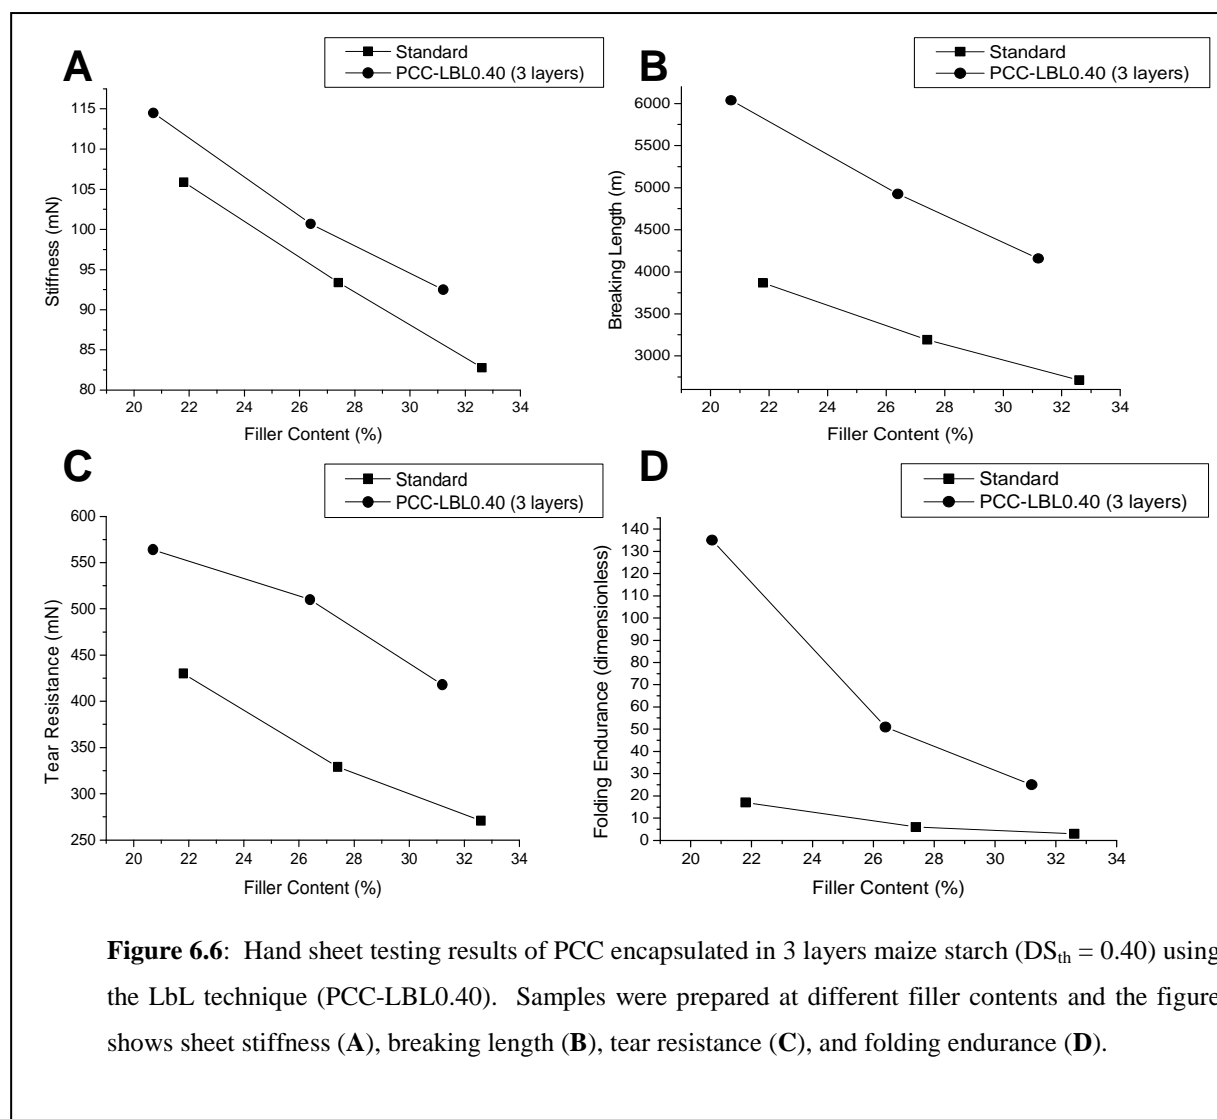 A
Standard
PCC-LBL0.40 (3 layers)
115
110
105
100
95
90
85
80
Stiffness (mN)
20 22 24 26 28 30 32 34
Filler Content (%)
B
Standard
PCC-LBL0.40 (3 layers)
6000
5500
5000
4500
4000
3500
3000
Breaking Length (m)
20 22 24 26 28 30 32 34
Filler Content (%)
C
Standard
PCC-LBL0.40 (3 layers)
600
550
500
450
400
350
300
250
Tear Resistance (mN)
20 22 24 26 28 30 32 34
Filler Content (%)
D
Standard
PCC-LBL0.40 (3 layers)
140
130
120
110
100
90
80
70
60
50
40
30
20
10
0
Folding Endurance (dimensionless)
20 22 24 26 28 30 32 34
Filler Content (%)
Figure 6.6: Hand sheet testing results of PCC encapsulated in 3 layers maize starch (DSth = 0.40) using
the LbL technique (PCC-LBL0.40). Samples were prepared at different filler contents and the figure
shows sheet stiffness (A), breaking length (B), tear resistance (C), and folding endurance (D).